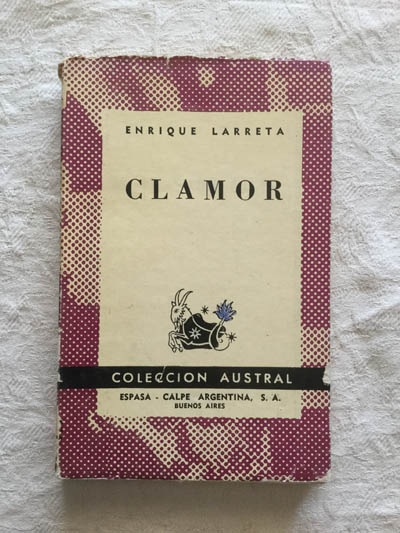 ENRIQUE LARRETA
CLAMOR
COLECCION AUSTRAL
ESPASA - CALPE ARGENTINA, S. A.
BUENOS AIRES